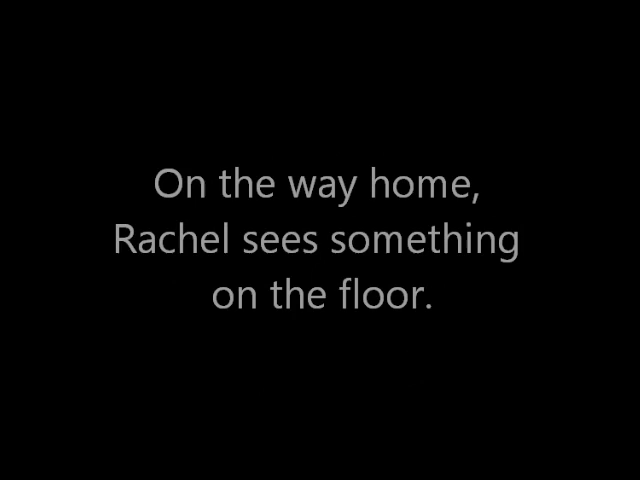 On the way home,
Rachel sees something
on the floor.